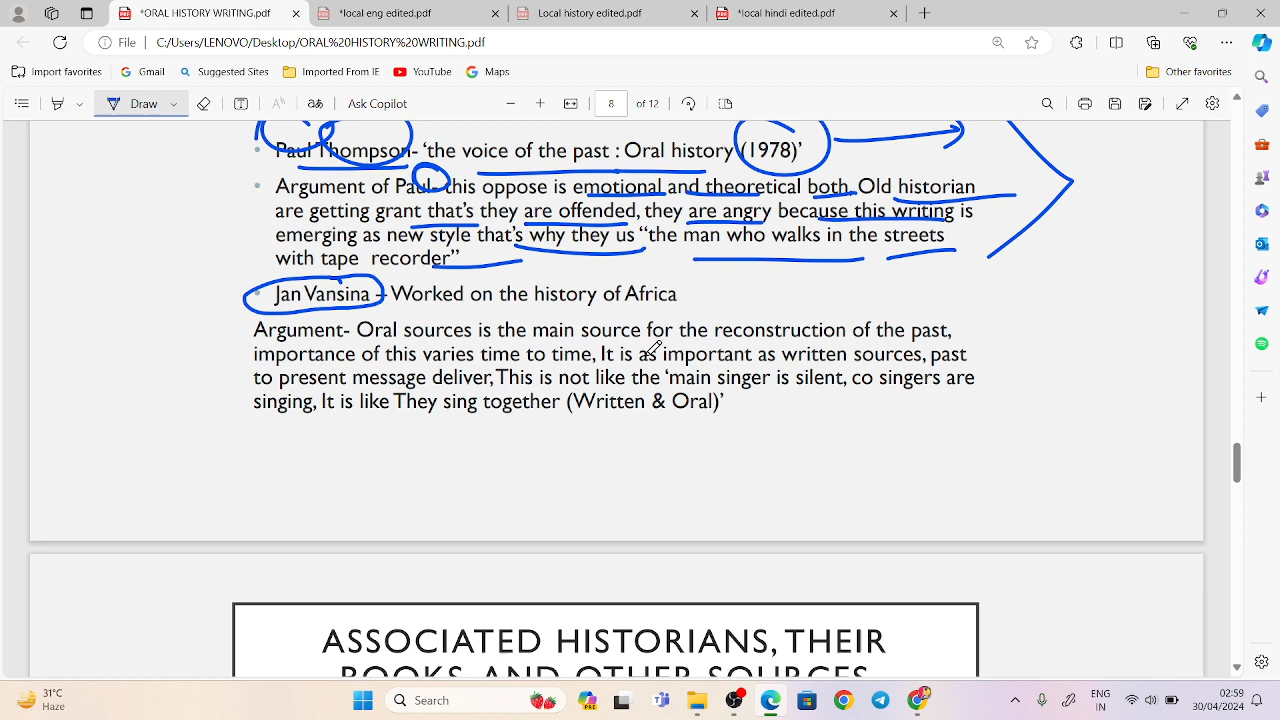 *ORAL HISTORY WRITING.pdf
*local eng edited.pdf
Local history edited.pdf
*local hindi edited.pdf
File
C:/Users/LENOVO/Desktop/ORAL%20HISTORY%20WRITING.pdf
Import favorites
Gmail
Suggested Sites
Imported From IE
YouTube
Maps
Other favorites
Draw
Ask Copilot
8 of 12
• Paul Thompson- ‘the voice of the past : Oral history (1978)’
• Argument of Paul- this oppose is emotional and theoretical both. Old historian
are getting grant that’s they are offended, they are angry because this writing is
emerging as new style that’s why they us “the man who walks in the streets
with tape recorder”
• Jan Vansina – Worked on the history of Africa
Argument- Oral sources is the main source for the reconstruction of the past,
importance of this varies time to time, It is as important as written sources, past
to present message deliver, This is not like the ‘main singer is silent, co singers are
singing, It is like They sing together (Written & Oral)’
ASSOCIATED HISTORIANS, THEIR
BOOKS AND OTHER SOURCES
31°C
Haze
Search
ENG
IN
02:59
30/04/2024